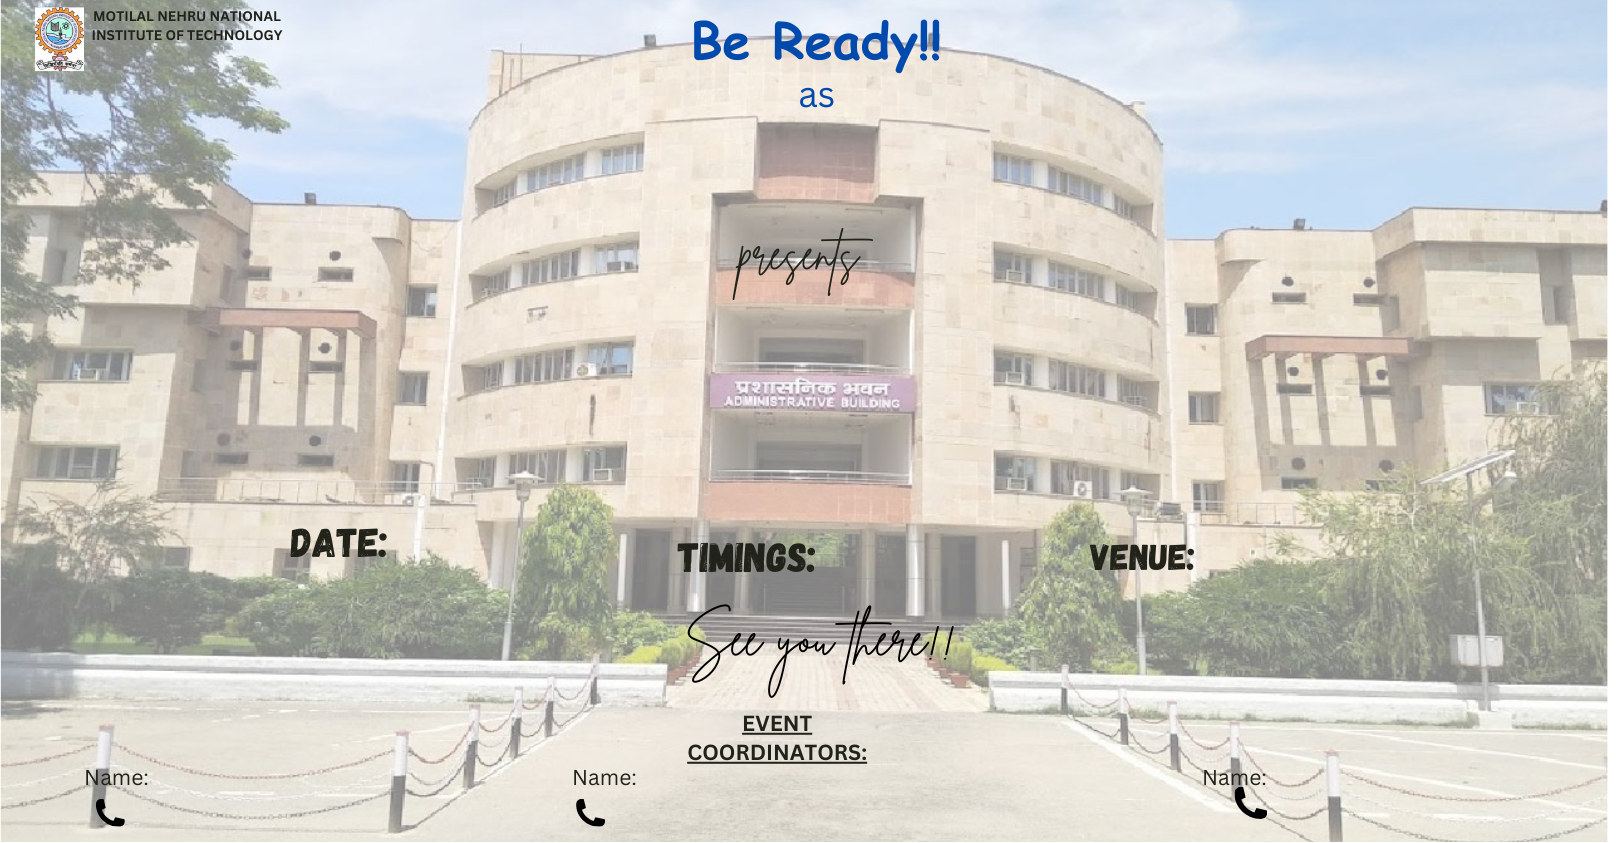 MOTILAL NEHRU NATIONAL
INSTITUTE OF TECHNOLOGY
Be Ready!!
as
presents
प्रशासनिक भवन
ADMINISTRATIVE BUILDING
DATE:
TIMINGS:
VENUE:
See you there!!
EVENT
COORDINATORS:
Name:
Name:
Name: